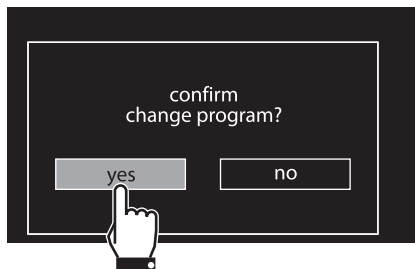 confirm
change program?
yes no